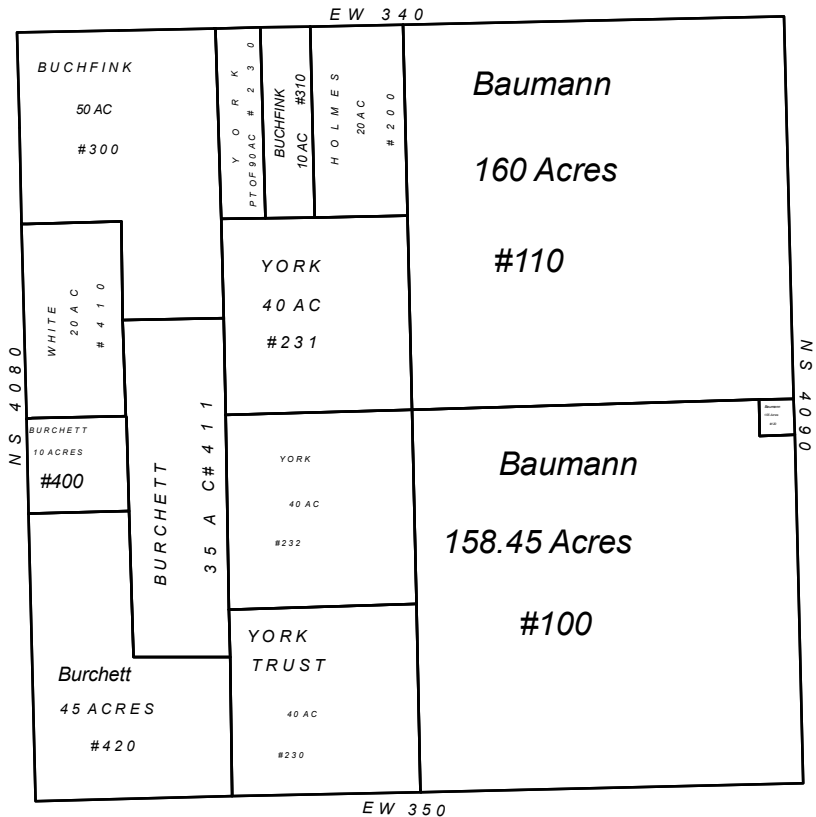 EW 340
BUCHFINK
50 AC
#300
YORK
PT OF 90 AC #230
BUCHFINK
10 AC #310
HOLMES
20 AC
#200
Baumann
160 Acres
#110
WHITE
20 AC
#410
YORK
40 AC
#231
NS 4080
NS 4090
BURCHETT
10 ACRES
#400
BURCHETT
35 AC #411
YORK
40 AC
#232
Baumann
Baumann
158.45 Acres
#100
YORK
TRUST
40 AC
#230
Burchett
45 ACRES
#420
EW 350